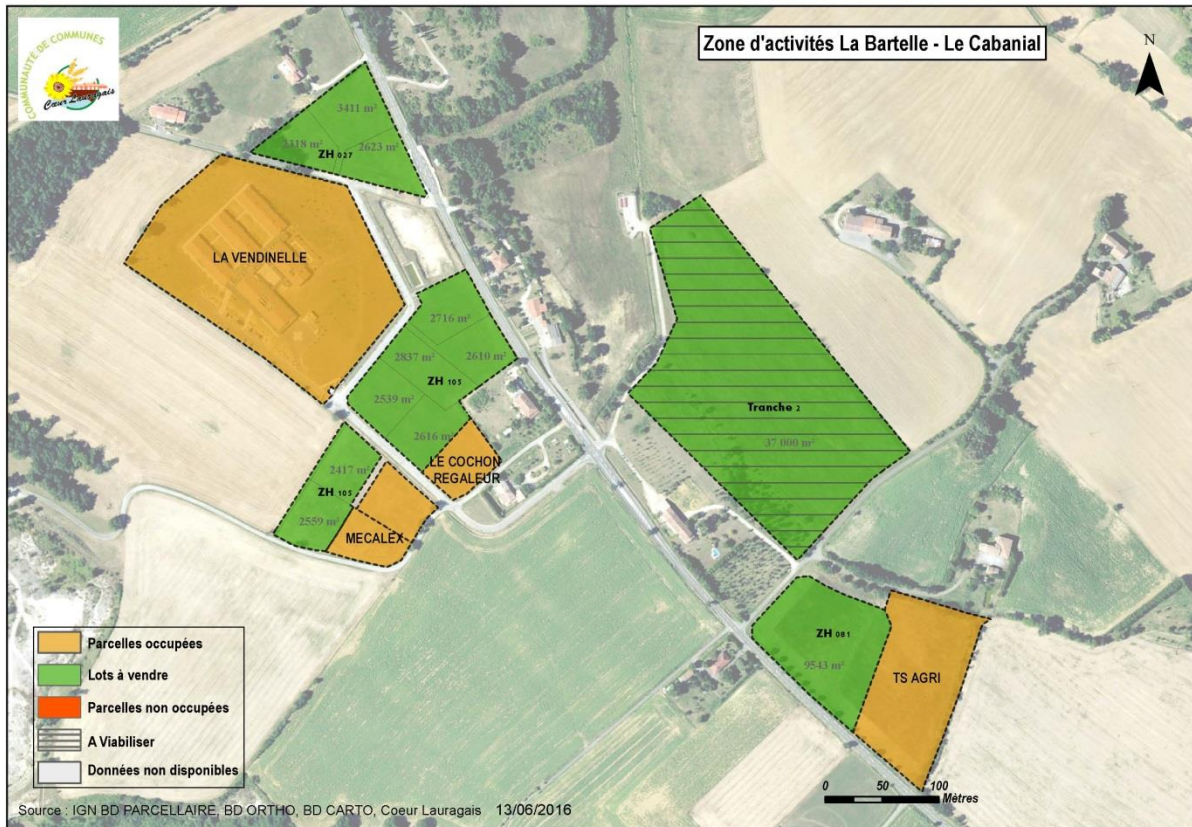 COMMUNAUTÉ DE COMMUNES
Cœur Lauragais
Zone d'activités La Bartelle - Le Cabanial
N
3411 m²
2318 m²
ZH 027
2623 m²
LA VENDINELLE
2716 m²
2837 m²
2610 m²
ZH 105
2539 m²
2616 m²
LE COCHON
REGALEUR
2417 m²
ZH 105
2559 m²
MECALEX
Tranche 2
37 000 m²
ZH 081
9543 m²
TS AGRI
Parcelles occupées
Lots à vendre
Parcelles non occupées
A Viabiliser
Données non disponibles
0 50 100
Mètres
Source : IGN BD PARCELLAIRE, BD ORTHO, BD CARTO, Coeur Lauragais 13/06/2016